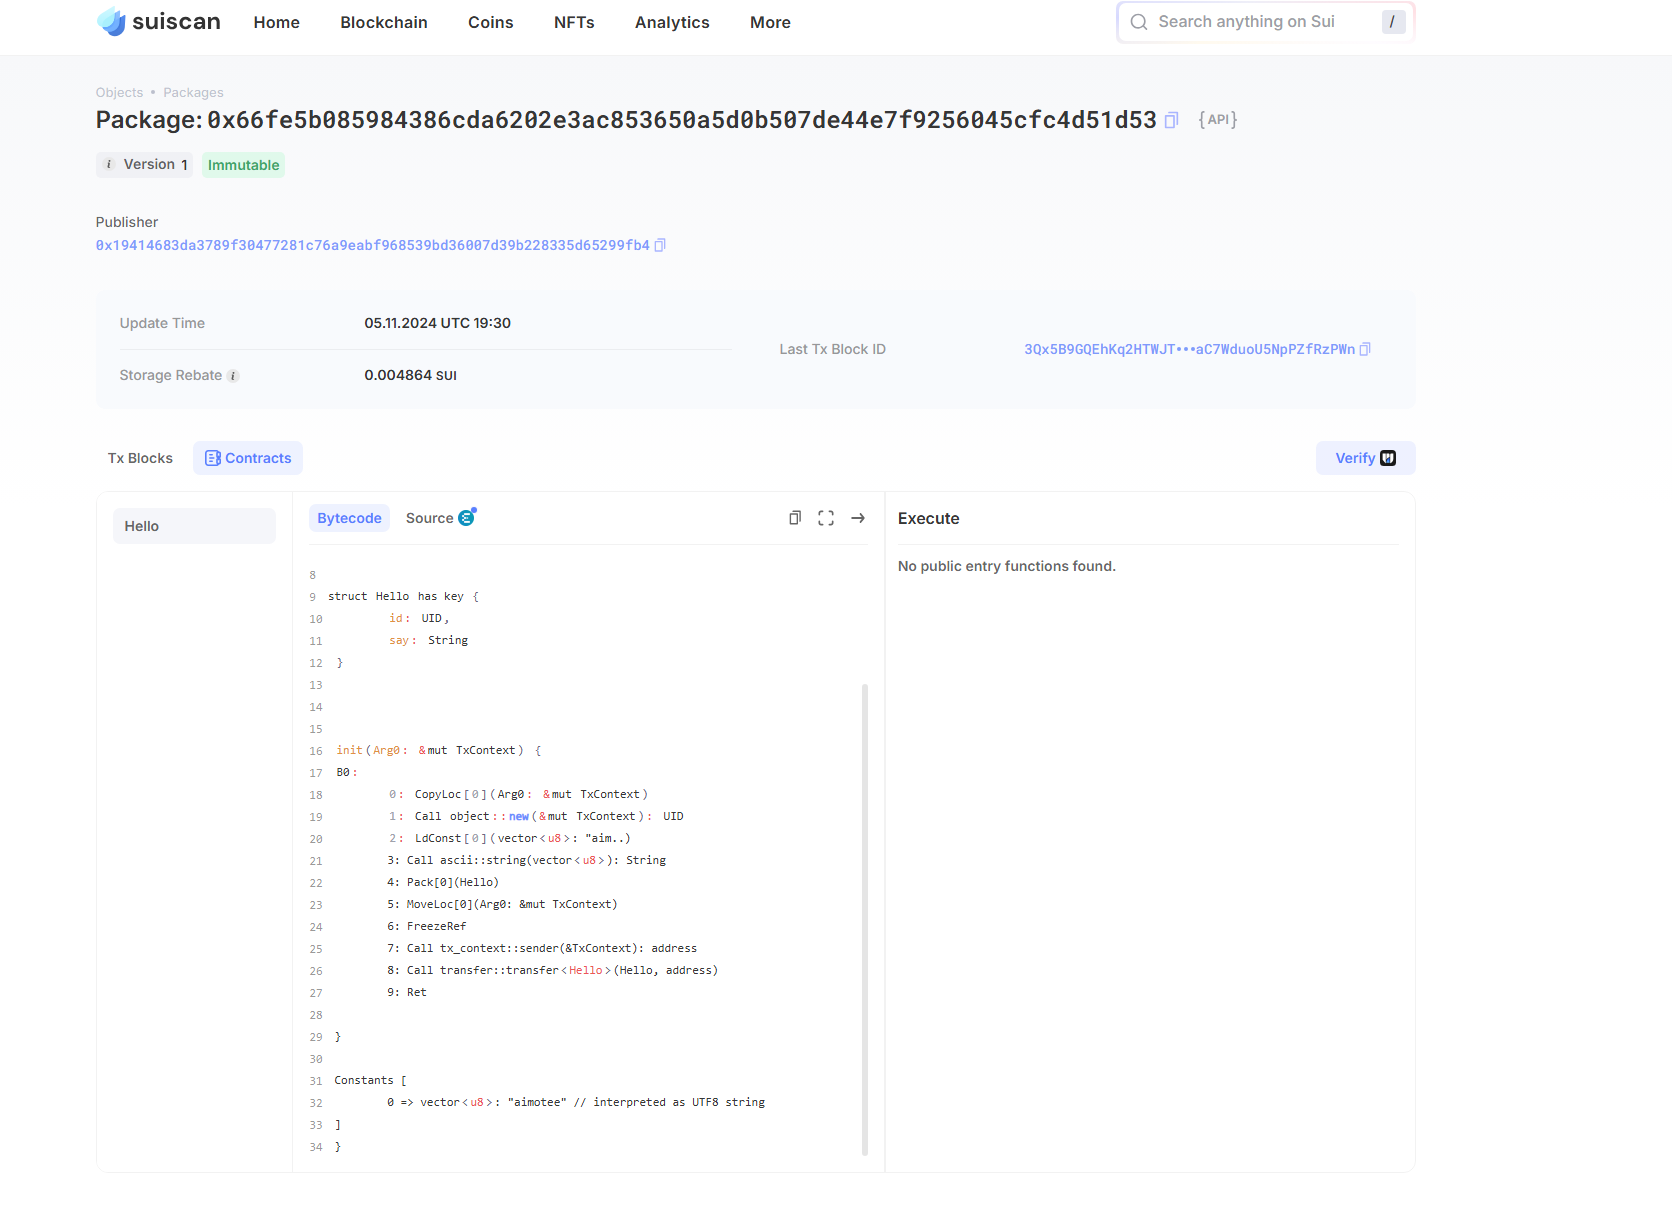 suiscan Home Blockchain Coins NFTs Analytics More Search anything on Sui /
Objects • Packages
Package: 0x66fe5b085984386cda6202e3ac853650a5d0b507de44e7f9256045cfc4d51d53 {API}
i Version 1 Immutable
Publisher
0x19414683da3789f30477281c76a9eabf968539bd36007d39b228335d65299fb4
Update Time 05.11.2024 UTC 19:30
Last Tx Block ID 3Qx5B9GQEhKq2HTWJT•••aC7WduoU5NpPZfRzPWn
Storage Rebate i 0.004864 SUI
Tx Blocks Contracts Verify
Hello
Bytecode Source
Execute
No public entry functions found.
8
9 struct Hello has key {
10 id: UID,
11 say: String
12 }
13
14
15
16 init(Arg0: &mut TxContext) {
17 B0:
18 0: CopyLoc[0](Arg0: &mut TxContext)
19 1: Call object::new(&mut TxContext): UID
20 2: LdConst[0](vector<u8>: "aim..)
21 3: Call ascii::string(vector<u8>): String
22 4: Pack[0](Hello)
23 5: MoveLoc[0](Arg0: &mut TxContext)
24 6: FreezeRef
25 7: Call tx_context::sender(&TxContext): address
26 8: Call transfer::transfer<Hello>(Hello, address)
27 9: Ret
28
29 }
30
31 Constants [
32 0 => vector<u8>: "aimotee" // interpreted as UTF8 string
33 ]
34 }